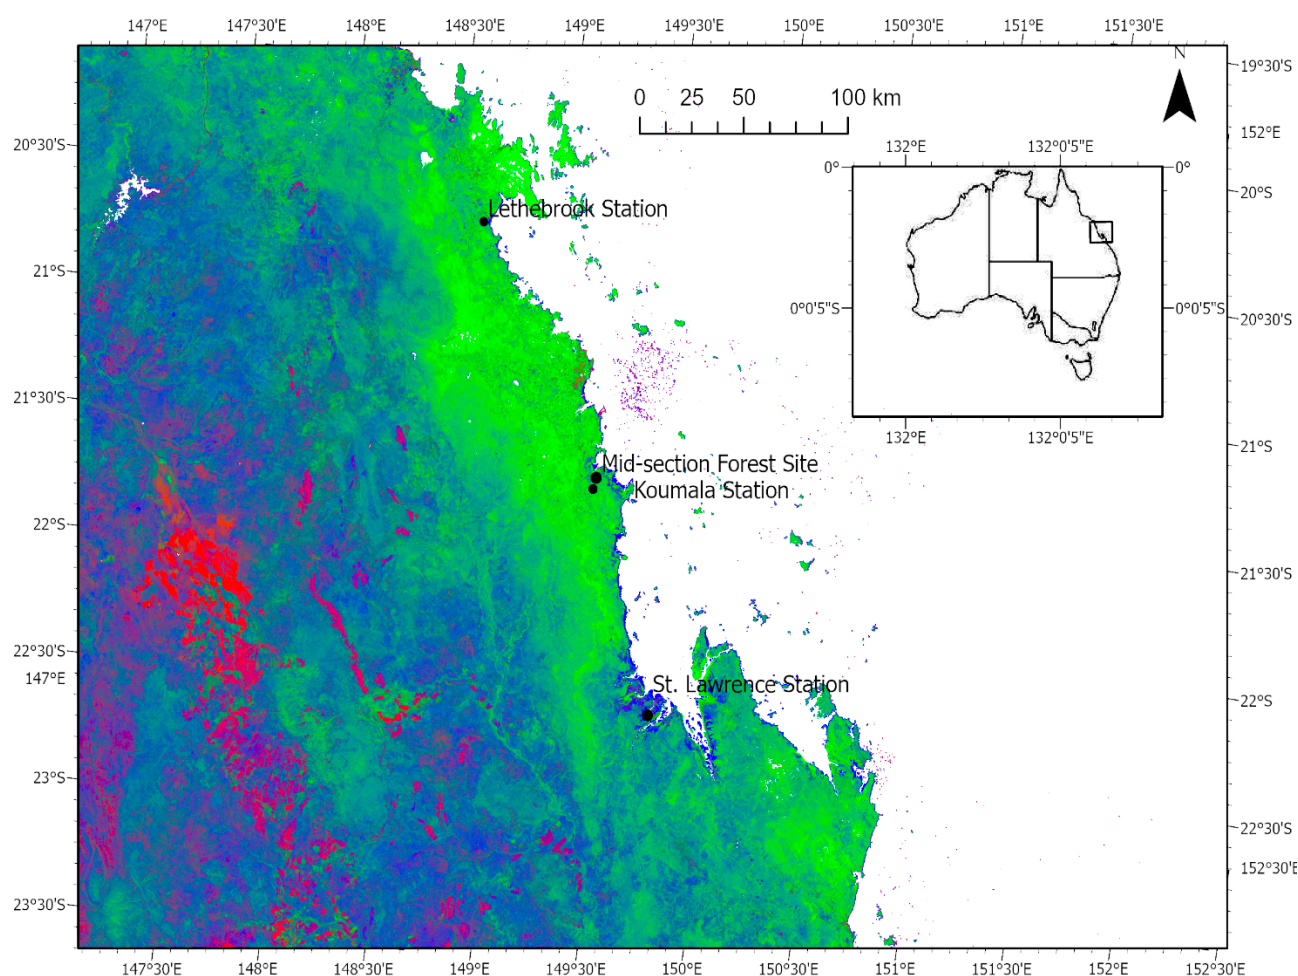 147°E 147°30'E 148°E 148°30'E 149°E 149°30'E 150°E 150°30'E 151°E 151°30'E
N
19°30'S
0 25 50 100 km
152°E
20°30'S
132°E 132°0'5"E
0° 0°
20°S
Lethebrook Station
21°S
0°0'5"S 0°0'5"S
20°30'S
21°30'S
132°E 132°0'5"E
21°S
Mid-section Forest Site
Koumala Station
22°S
21°30'S
22°30'S
147°E
St. Lawrence Station
22°S
23°S
22°30'S
152°30'E
23°30'S
147°30'E 148°E 148°30'E 149°E 149°30'E 150°E 150°30'E 151°E 151°30'E 152°E 152°30'E